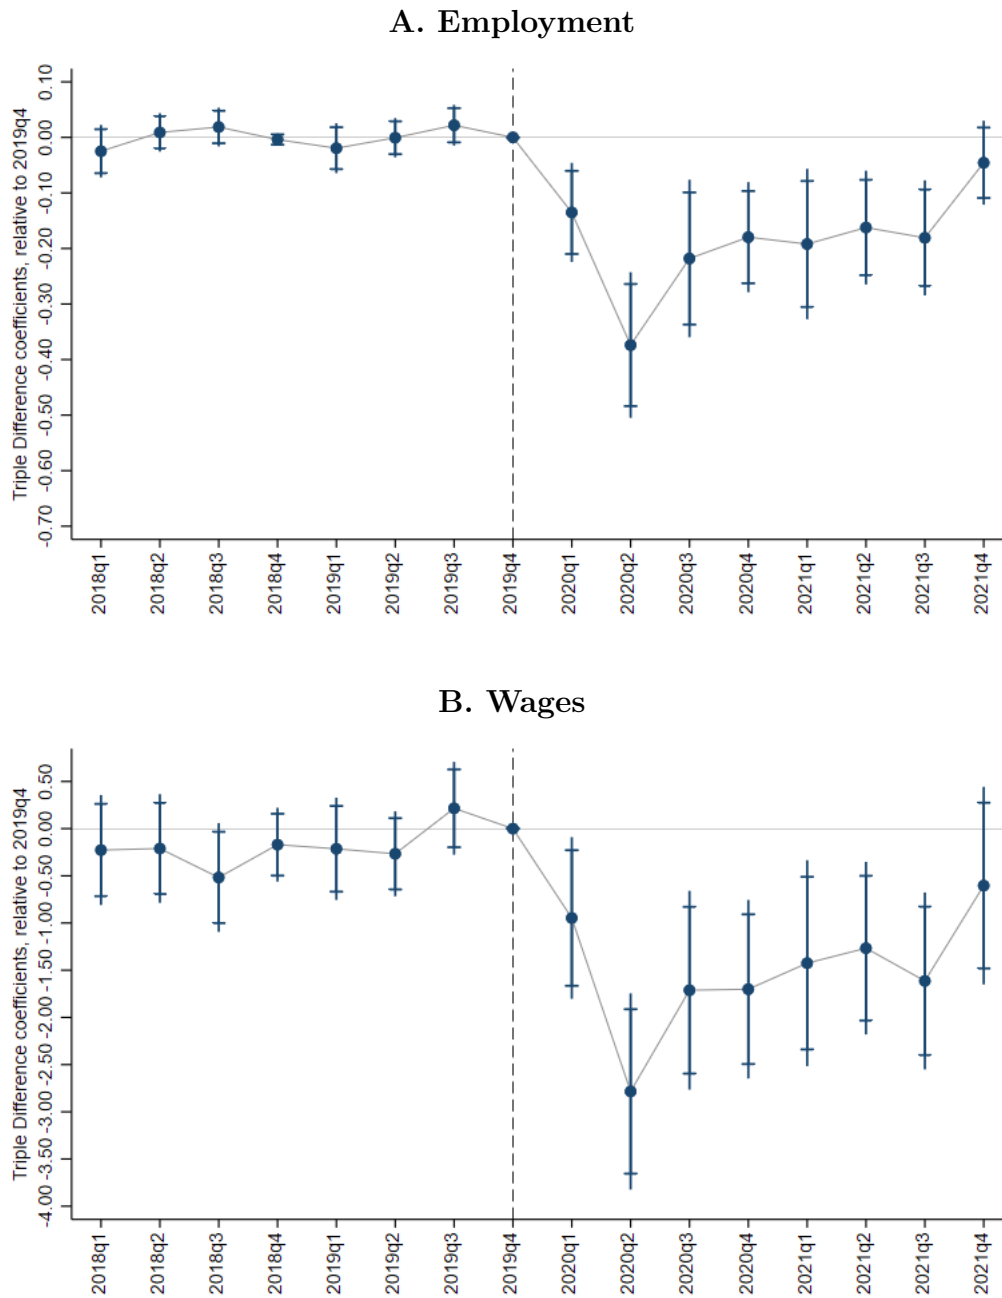 A. Employment
Triple Difference coefficients, relative to 2019q4
0.10
0.00
-0.10
-0.20
-0.30
-0.40
-0.50
-0.60
-0.70
2018q1
2018q2
2018q3
2018q4
2019q1
2019q2
2019q3
2019q4
2020q1
2020q2
2020q3
2020q4
2021q1
2021q2
2021q3
2021q4
B. Wages
Triple Difference coefficients, relative to 2019q4
0.50
0.00
-0.50
-1.00
-1.50
-2.00
-2.50
-3.00
-3.50
-4.00
2018q1
2018q2
2018q3
2018q4
2019q1
2019q2
2019q3
2019q4
2020q1
2020q2
2020q3
2020q4
2021q1
2021q2
2021q3
2021q4